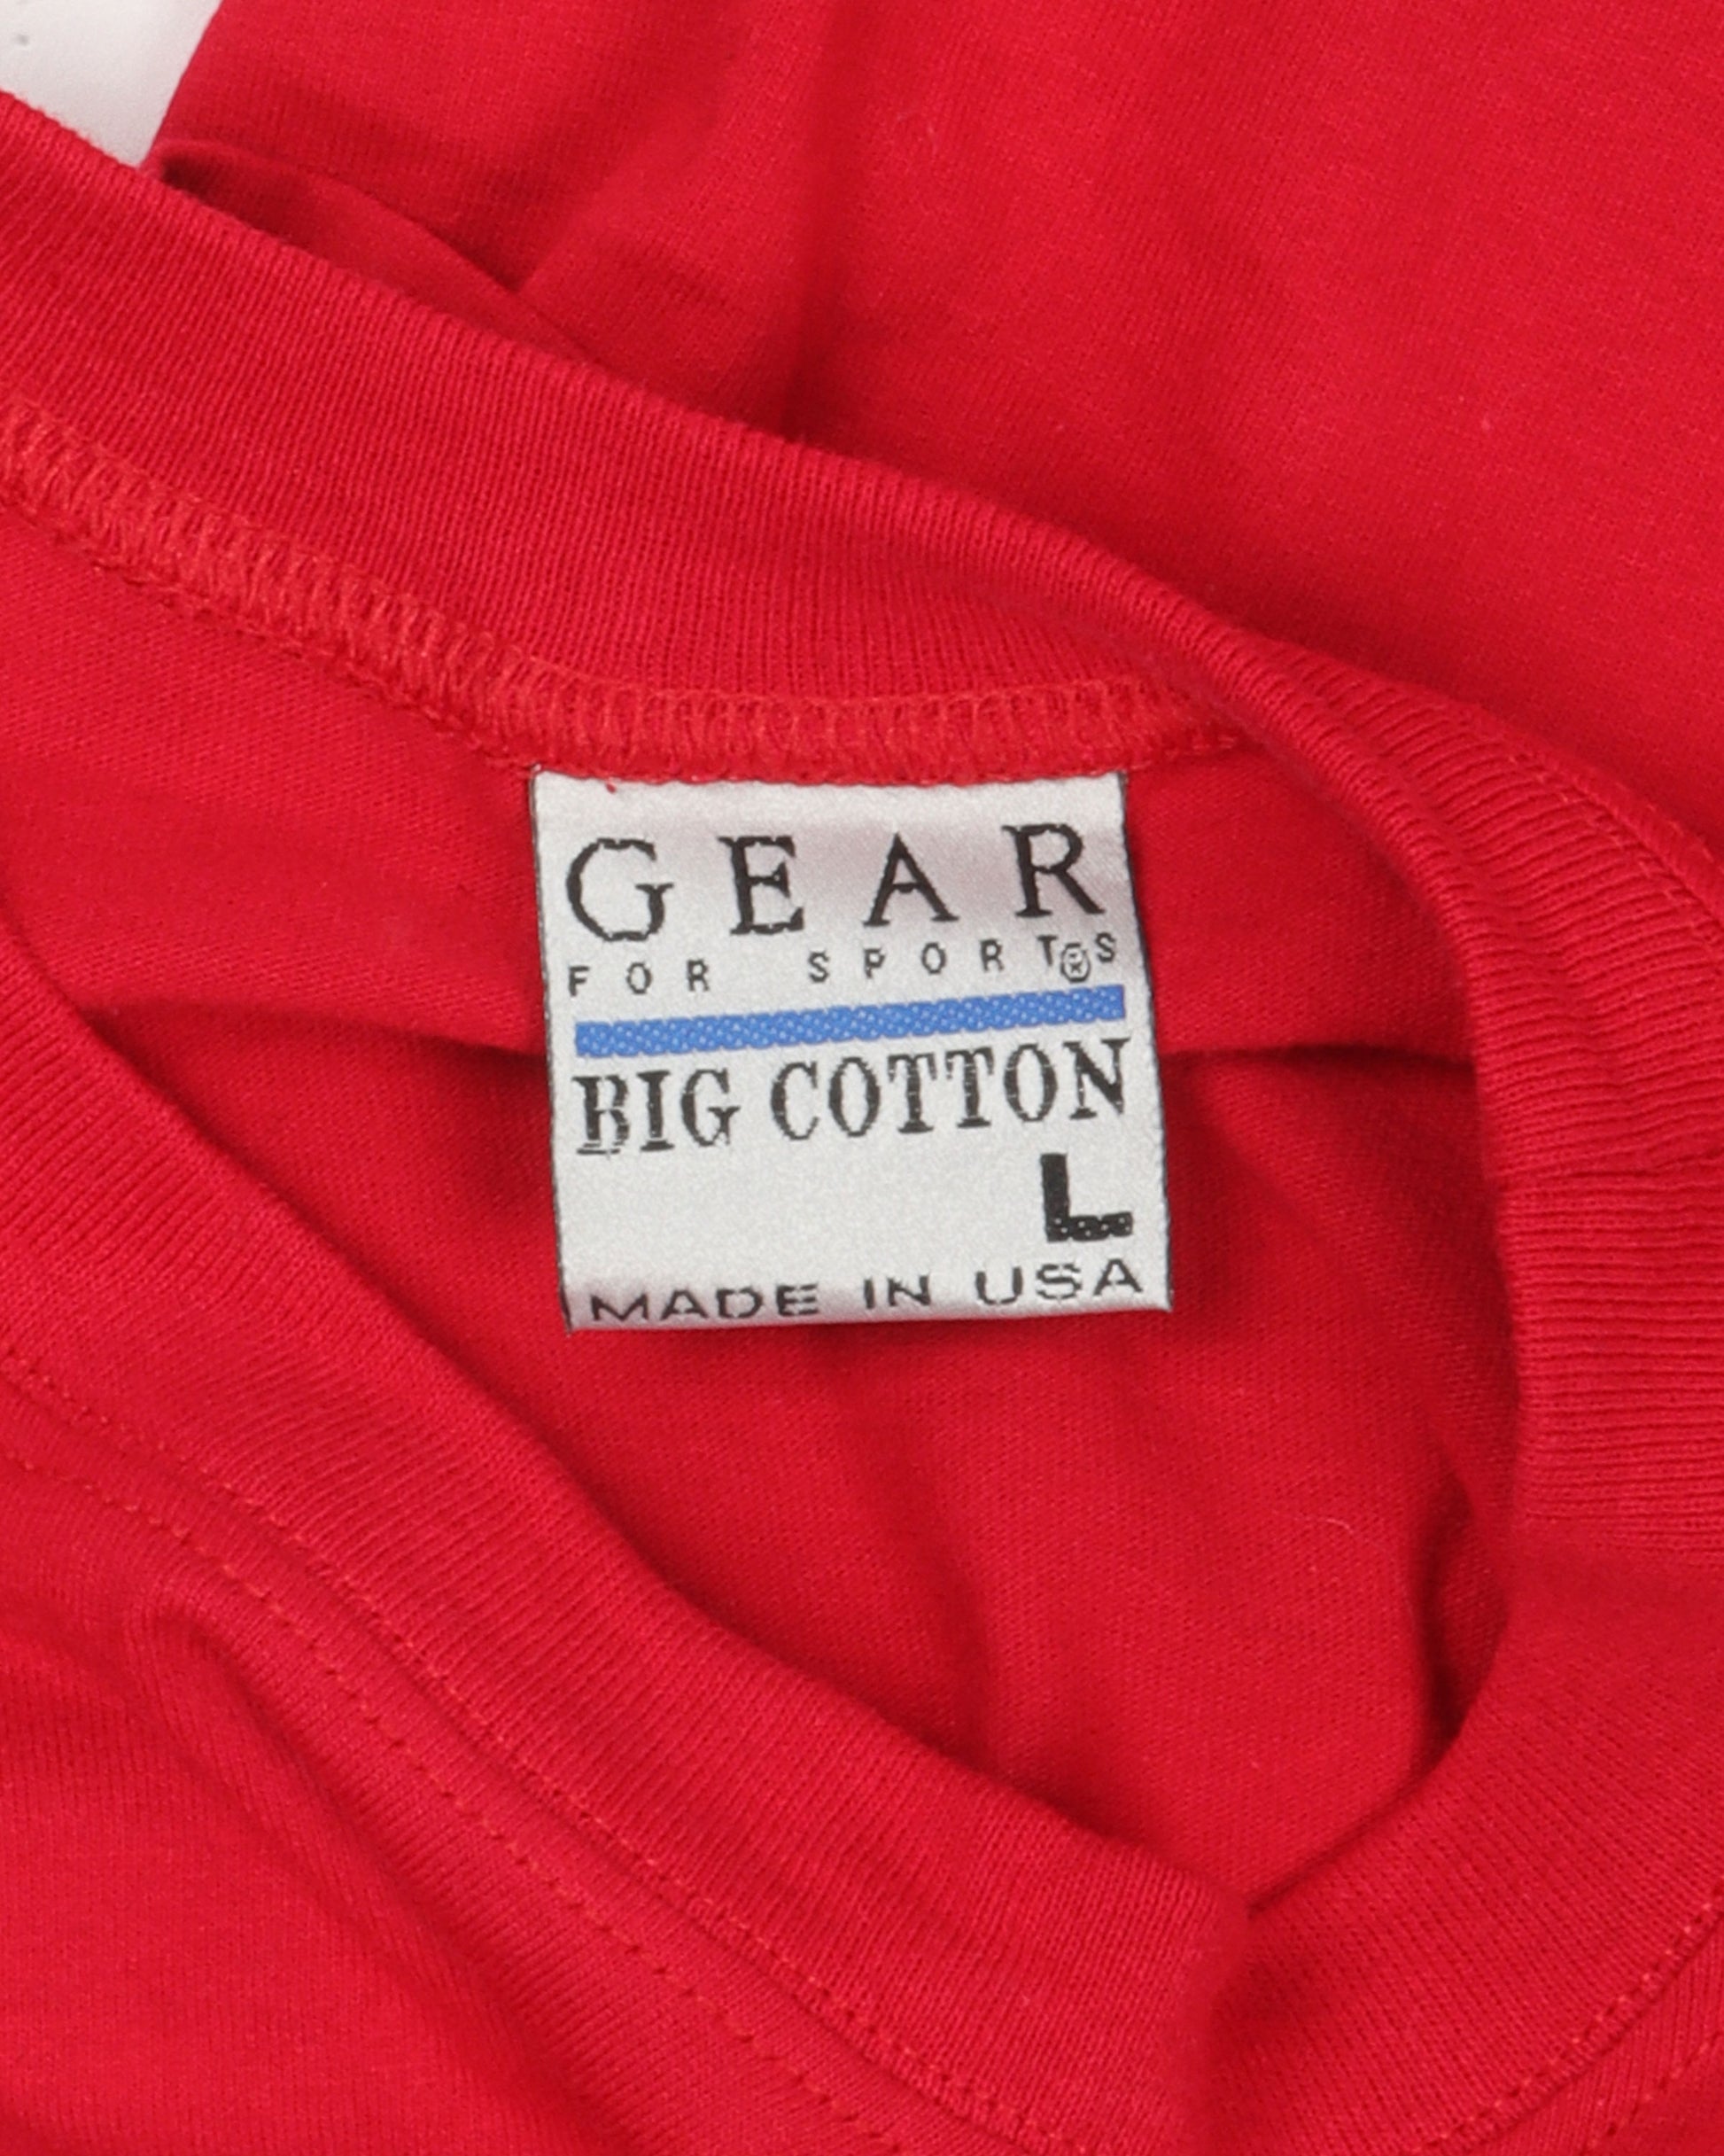 GEAR
FOR SPORTS®
BIG COTTON
L
MADE IN USA